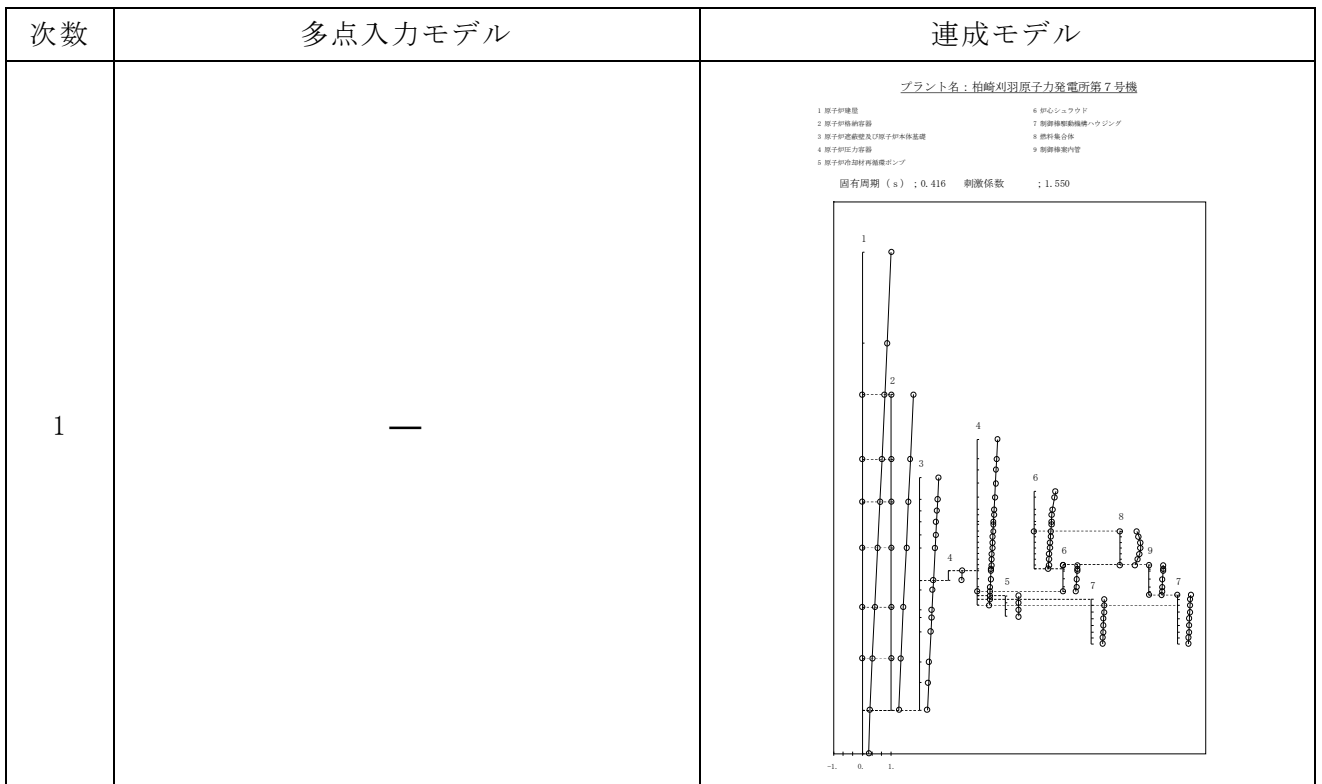 次数 多点入力モデル 連成モデル
1 —
プラント名：柏崎刈羽原子力発電所第７号機
1 原子炉建屋 6 炉心シュラウド
2 原子炉格納容器 7 制御棒駆動機構ハウジング
3 原子炉遮蔽壁及び原子炉本体基礎 8 燃料集合体
4 原子炉圧力容器 9 制御棒案内管
5 原子炉冷却材再循環ポンプ
固有周期（s）;0.416 刺激係数 ;1.550
1
2
4
3
6
8
4
6
9
5
7
7
-1. 0. 1.